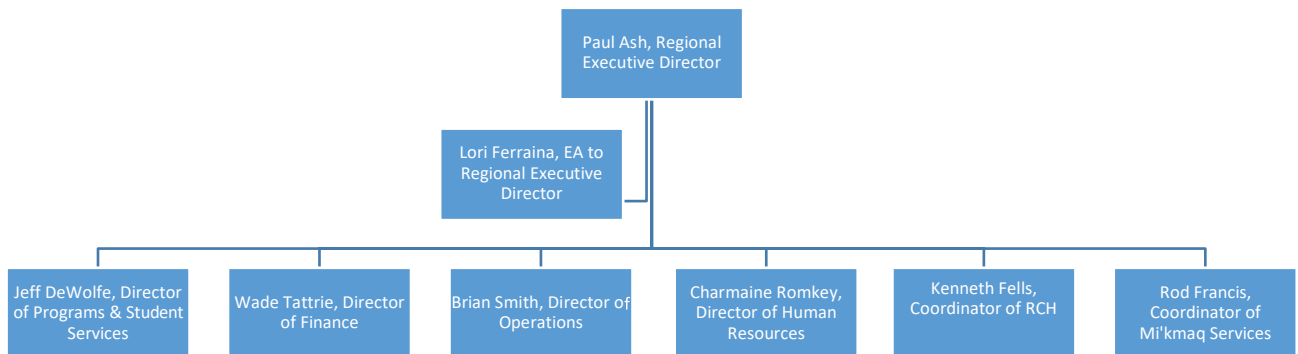 Paul Ash, Regional
Executive Director
Lori Ferraina, EA to
Regional Executive
Director
Jeff DeWolfe, Director
of Programs & Student
Services
Wade Tattrie, Director
of Finance
Brian Smith, Director of
Operations
Charmaine Romkey,
Director of Human
Resources
Kenneth Fells,
Coordinator of RCH
Rod Francis,
Coordinator of
Mi'kmaq Services